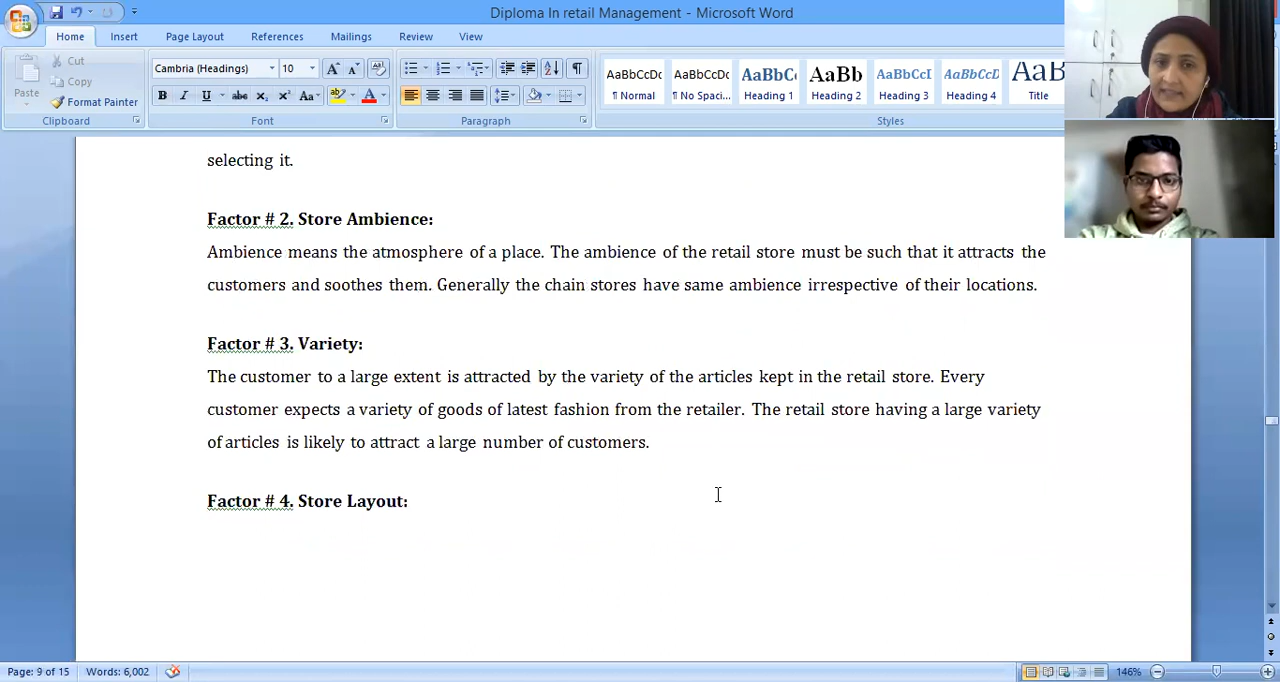 Diploma In retail Management - Microsoft Word
Home Insert Page Layout References Mailings Review View
Paste
Cut
Copy
Format Painter
Clipboard
Cambria (Headings) 10
Font
Paragraph
AaBbCcDc AaBbCcDc AaBbC AaBb AaBbCcI AaBbCcD AaB
¶ Normal ¶ No Spaci... Heading 1 Heading 2 Heading 3 Heading 4 Title
Styles
selecting it.
Factor # 2. Store Ambience:
Ambience means the atmosphere of a place. The ambience of the retail store must be such that it attracts the
customers and soothes them. Generally the chain stores have same ambience irrespective of their locations.
Factor # 3. Variety:
The customer to a large extent is attracted by the variety of the articles kept in the retail store. Every
customer expects a variety of goods of latest fashion from the retailer. The retail store having a large variety
of articles is likely to attract a large number of customers.
Factor # 4. Store Layout:
Page: 9 of 15 Words: 6,002 146%